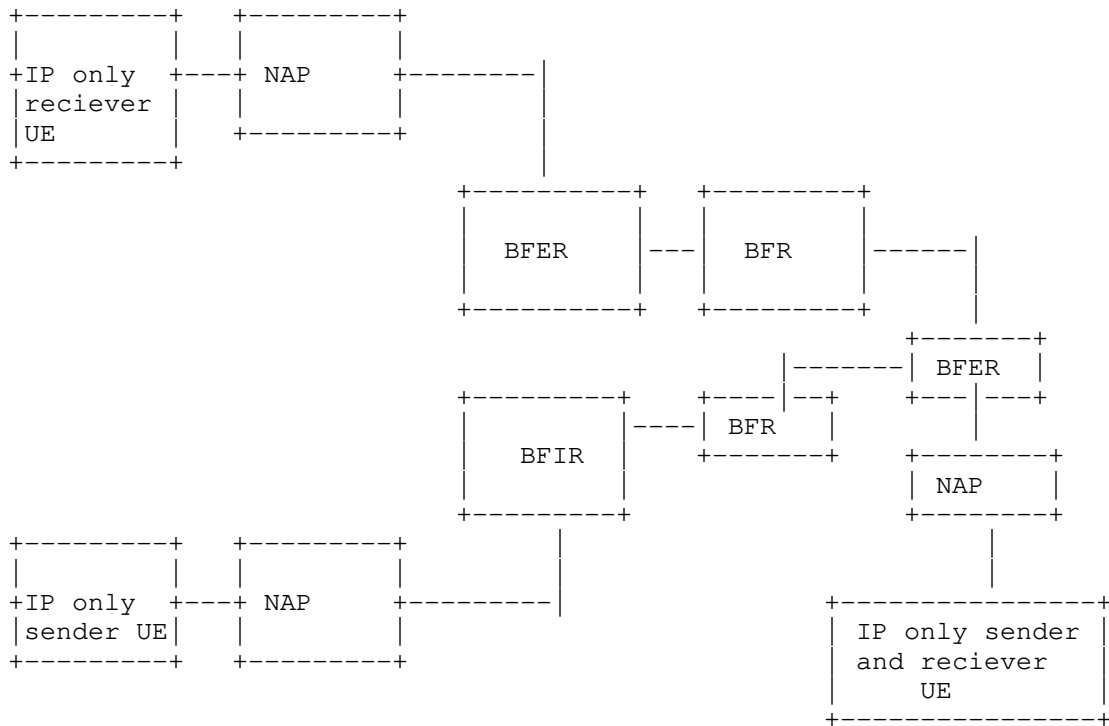 IP only
reciever
UE
NAP
BFER
BFR
BFER
BFR
BFIR
NAP
IP only
sender UE
NAP
IP only sender
and reciever
UE